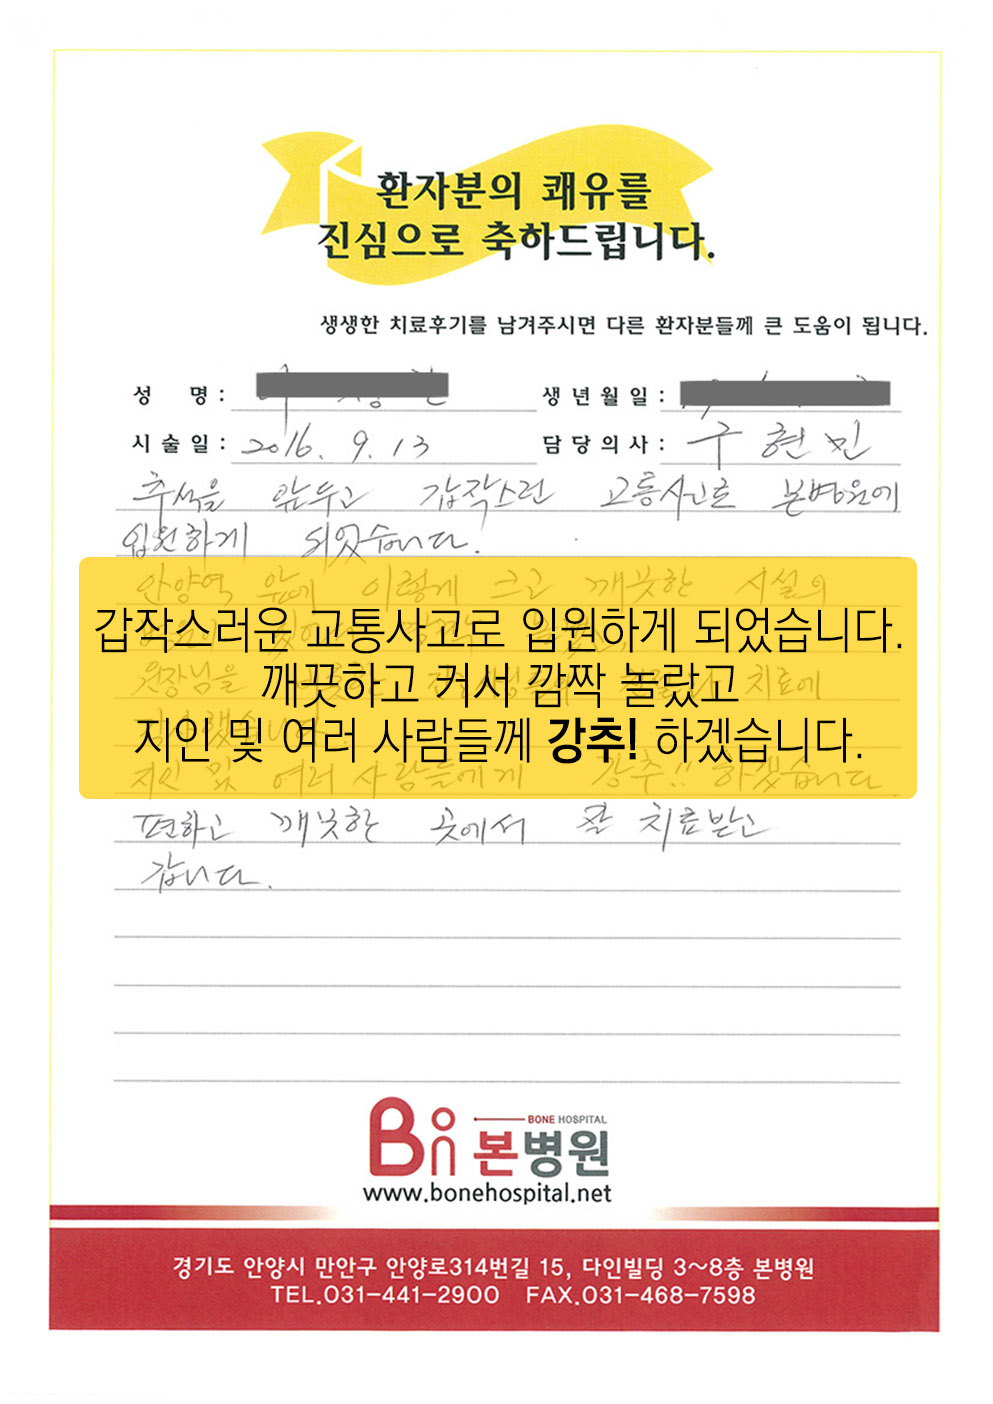 환자분의 쾌유를
진심으로 축하드립니다.
생생한 치료후기를 남겨주시면 다른 환자분들께 큰 도움이 됩니다.
성 명 : 생년월일 :
시술일 : 2016. 9. 13 담당의사 : 구현민
추석을 앞두고 갑작스런 교통사고로 본병원에
입원하게 되었습니다.
안양역 앞에 이렇게 크고 깨끗한 시설의
갑작스러운 교통사고로 입원하게 되었습니다.
원장님을 치료에
깨끗하고 커서 깜짝 놀랐고
지인 및 여러 사람들께 강추! 하겠습니다.
지인 및 여러 사람들에게 강추!! 하겠습니다
편하고 깨끗한 곳에서 잘 치료받고
갑니다.
BONE HOSPITAL
Bon 본병원
www.bonehospital.net
경기도 안양시 만안구 안양로314번길 15, 다인빌딩 3~8층 본병원
TEL.031-441-2900 FAX.031-468-7598